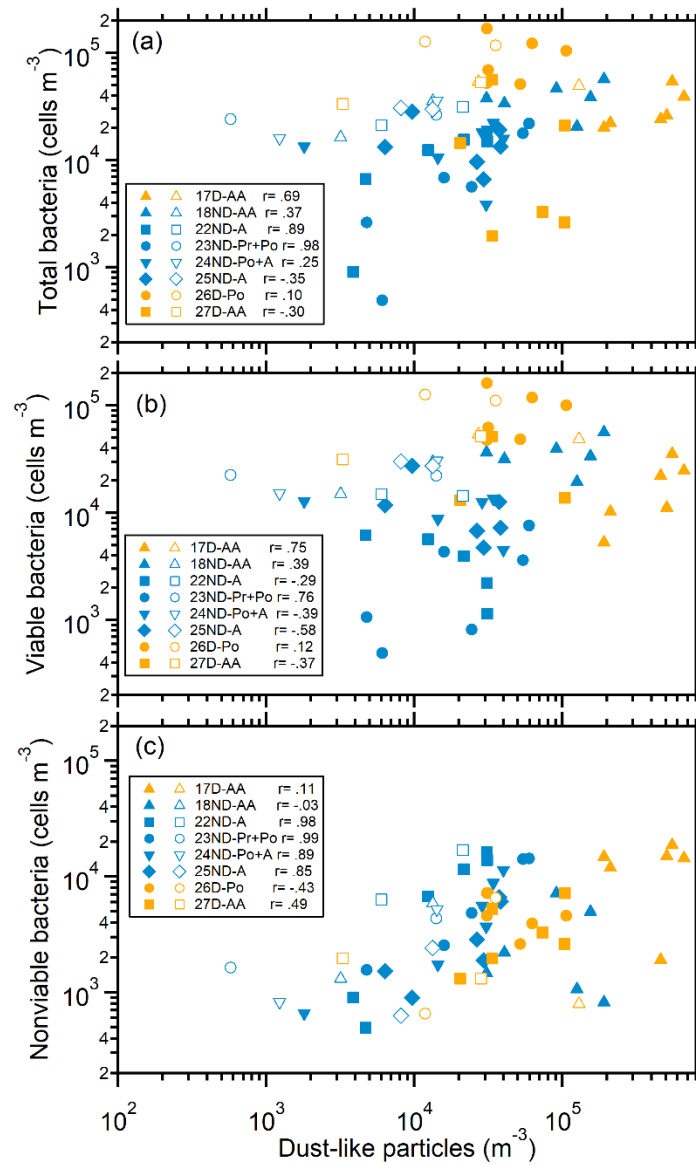 (a)
Total bacteria (cells m-3)
2
10^5
4
2
10^4
4
2
10^3
4
2
17D-AA r= .69
18ND-AA r= .37
22ND-A r= .89
23ND-Pr+Po r= .98
24ND-Po+A r= .25
25ND-A r= -.35
26D-Po r= .10
27D-AA r= -.30
(b)
Viable bacteria (cells m-3)
2
10^5
4
2
10^4
4
2
10^3
4
2
17D-AA r= .75
18ND-AA r= .39
22ND-A r= -.29
23ND-Pr+Po r= .76
24ND-Po+A r= -.39
25ND-A r= -.58
26D-Po r= .12
27D-AA r= -.37
(c)
Nonviable bacteria (cells m-3)
2
10^5
4
2
10^4
4
2
10^3
4
2
17D-AA r= .11
18ND-AA r= -.03
22ND-A r= .98
23ND-Pr+Po r= .99
24ND-Po+A r= .89
25ND-A r= .85
26D-Po r= -.43
27D-AA r= .49
10^2 10^3 10^4 10^5
Dust-like particles (m-3)